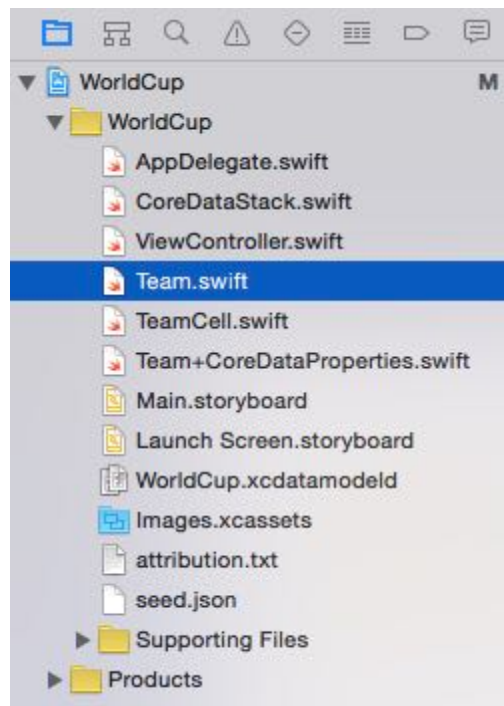 WorldCup M
WorldCup
AppDelegate.swift
CoreDataStack.swift
ViewController.swift
Team.swift
TeamCell.swift
Team+CoreDataProperties.swift
Main.storyboard
Launch Screen.storyboard
WorldCup.xcdatamodeld
Images.xcassets
attribution.txt
seed.json
Supporting Files
Products